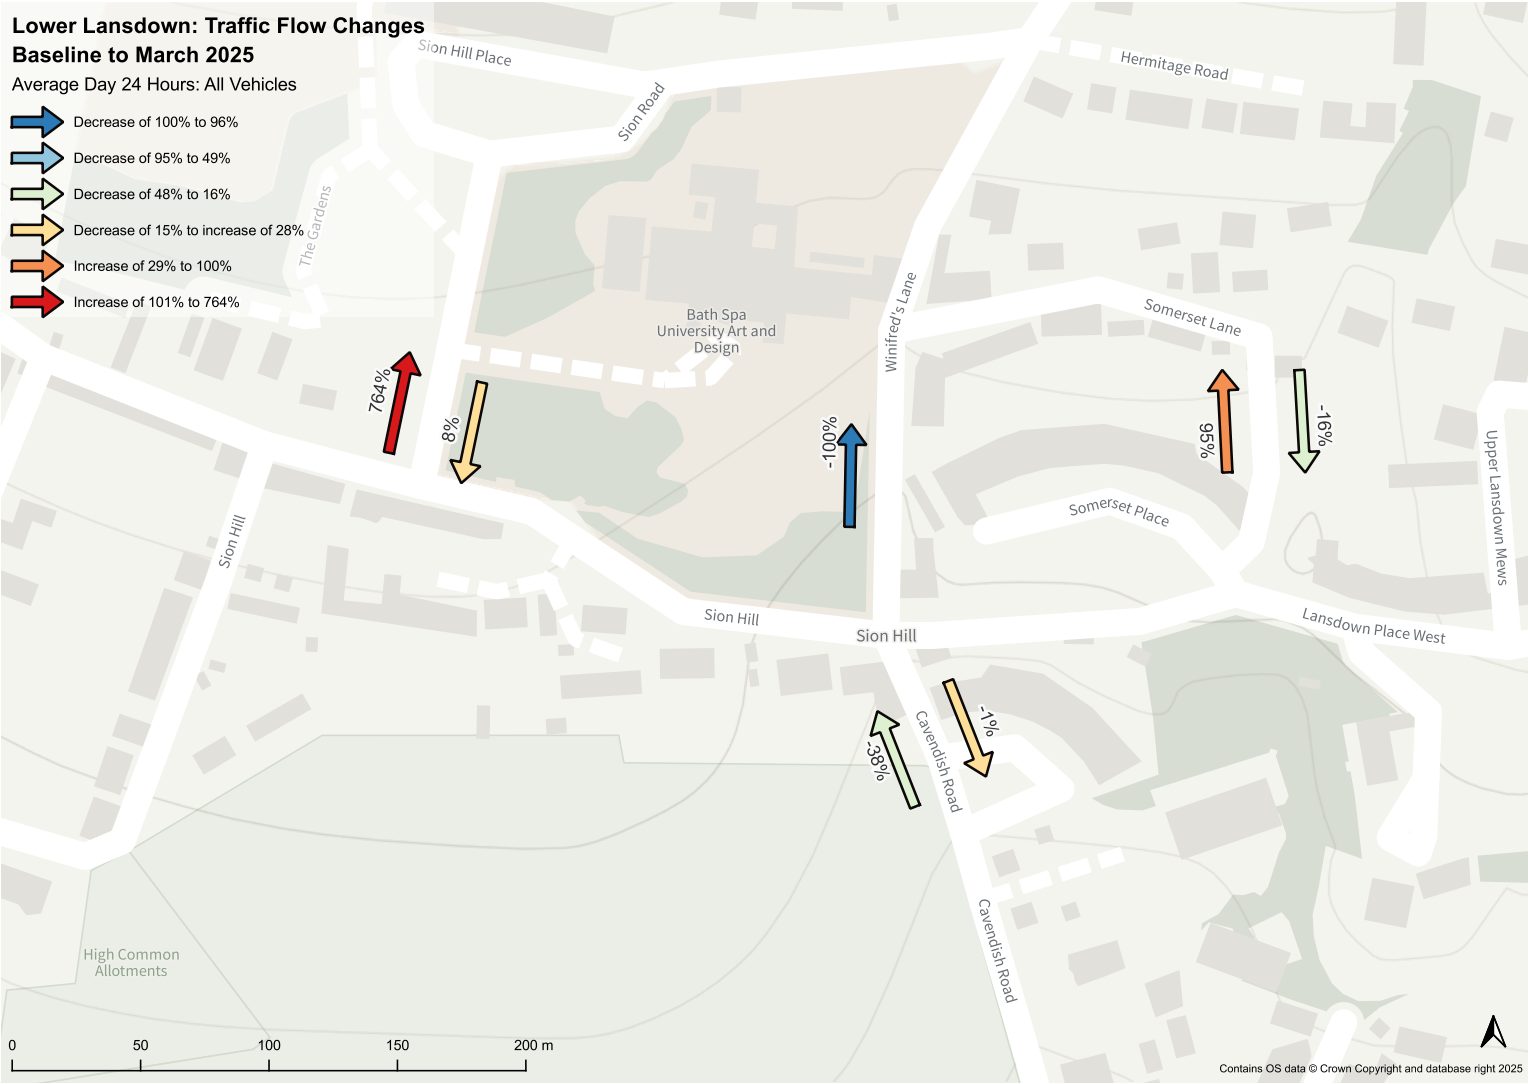 Lower Lansdown: Traffic Flow Changes
Baseline to March 2025
Average Day 24 Hours: All Vehicles
Decrease of 100% to 96%
Decrease of 95% to 49%
Decrease of 48% to 16%
Decrease of 15% to increase of 28%
Increase of 29% to 100%
Increase of 101% to 764%
Sion Hill Place
Sion Road
Hermitage Road
The Gardens
Bath Spa
University Art and
Design
Winifred's Lane
Somerset Lane
764%
8%
-100%
95%
-16%
Upper Lansdown Mews
Somerset Place
Sion Hill
Sion Hill
Sion Hill
Lansdown Place West
-38%
-1%
Cavendish Road
Cavendish Road
High Common
Allotments
0 50 100 150 200 m
Contains OS data © Crown Copyright and database right 2025